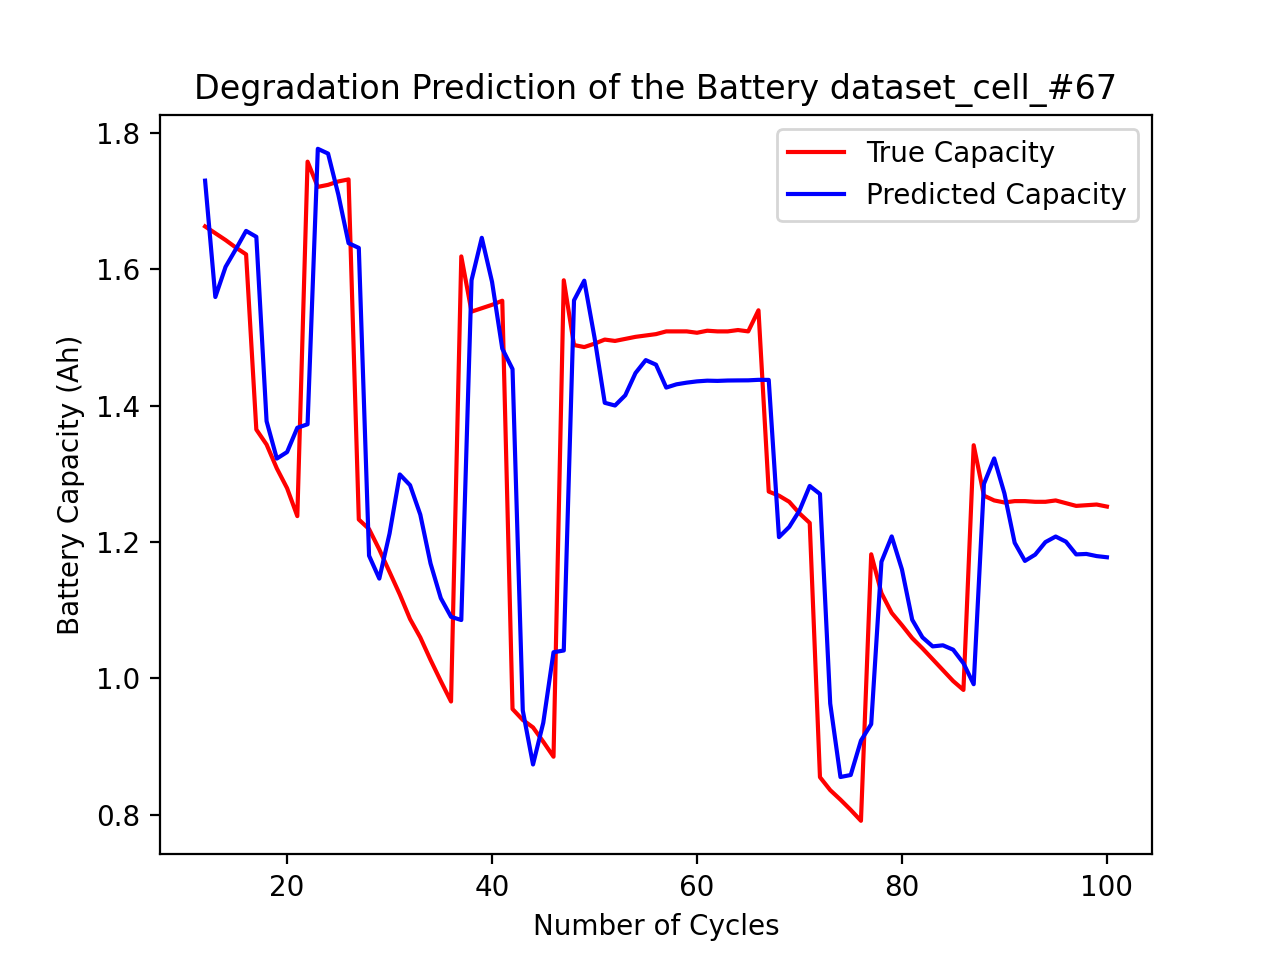 Degradation Prediction of the Battery dataset_cell_#67
True Capacity
Predicted Capacity
Battery Capacity (Ah)
1.8
1.6
1.4
1.2
1.0
0.8
20 40 60 80 100
Number of Cycles